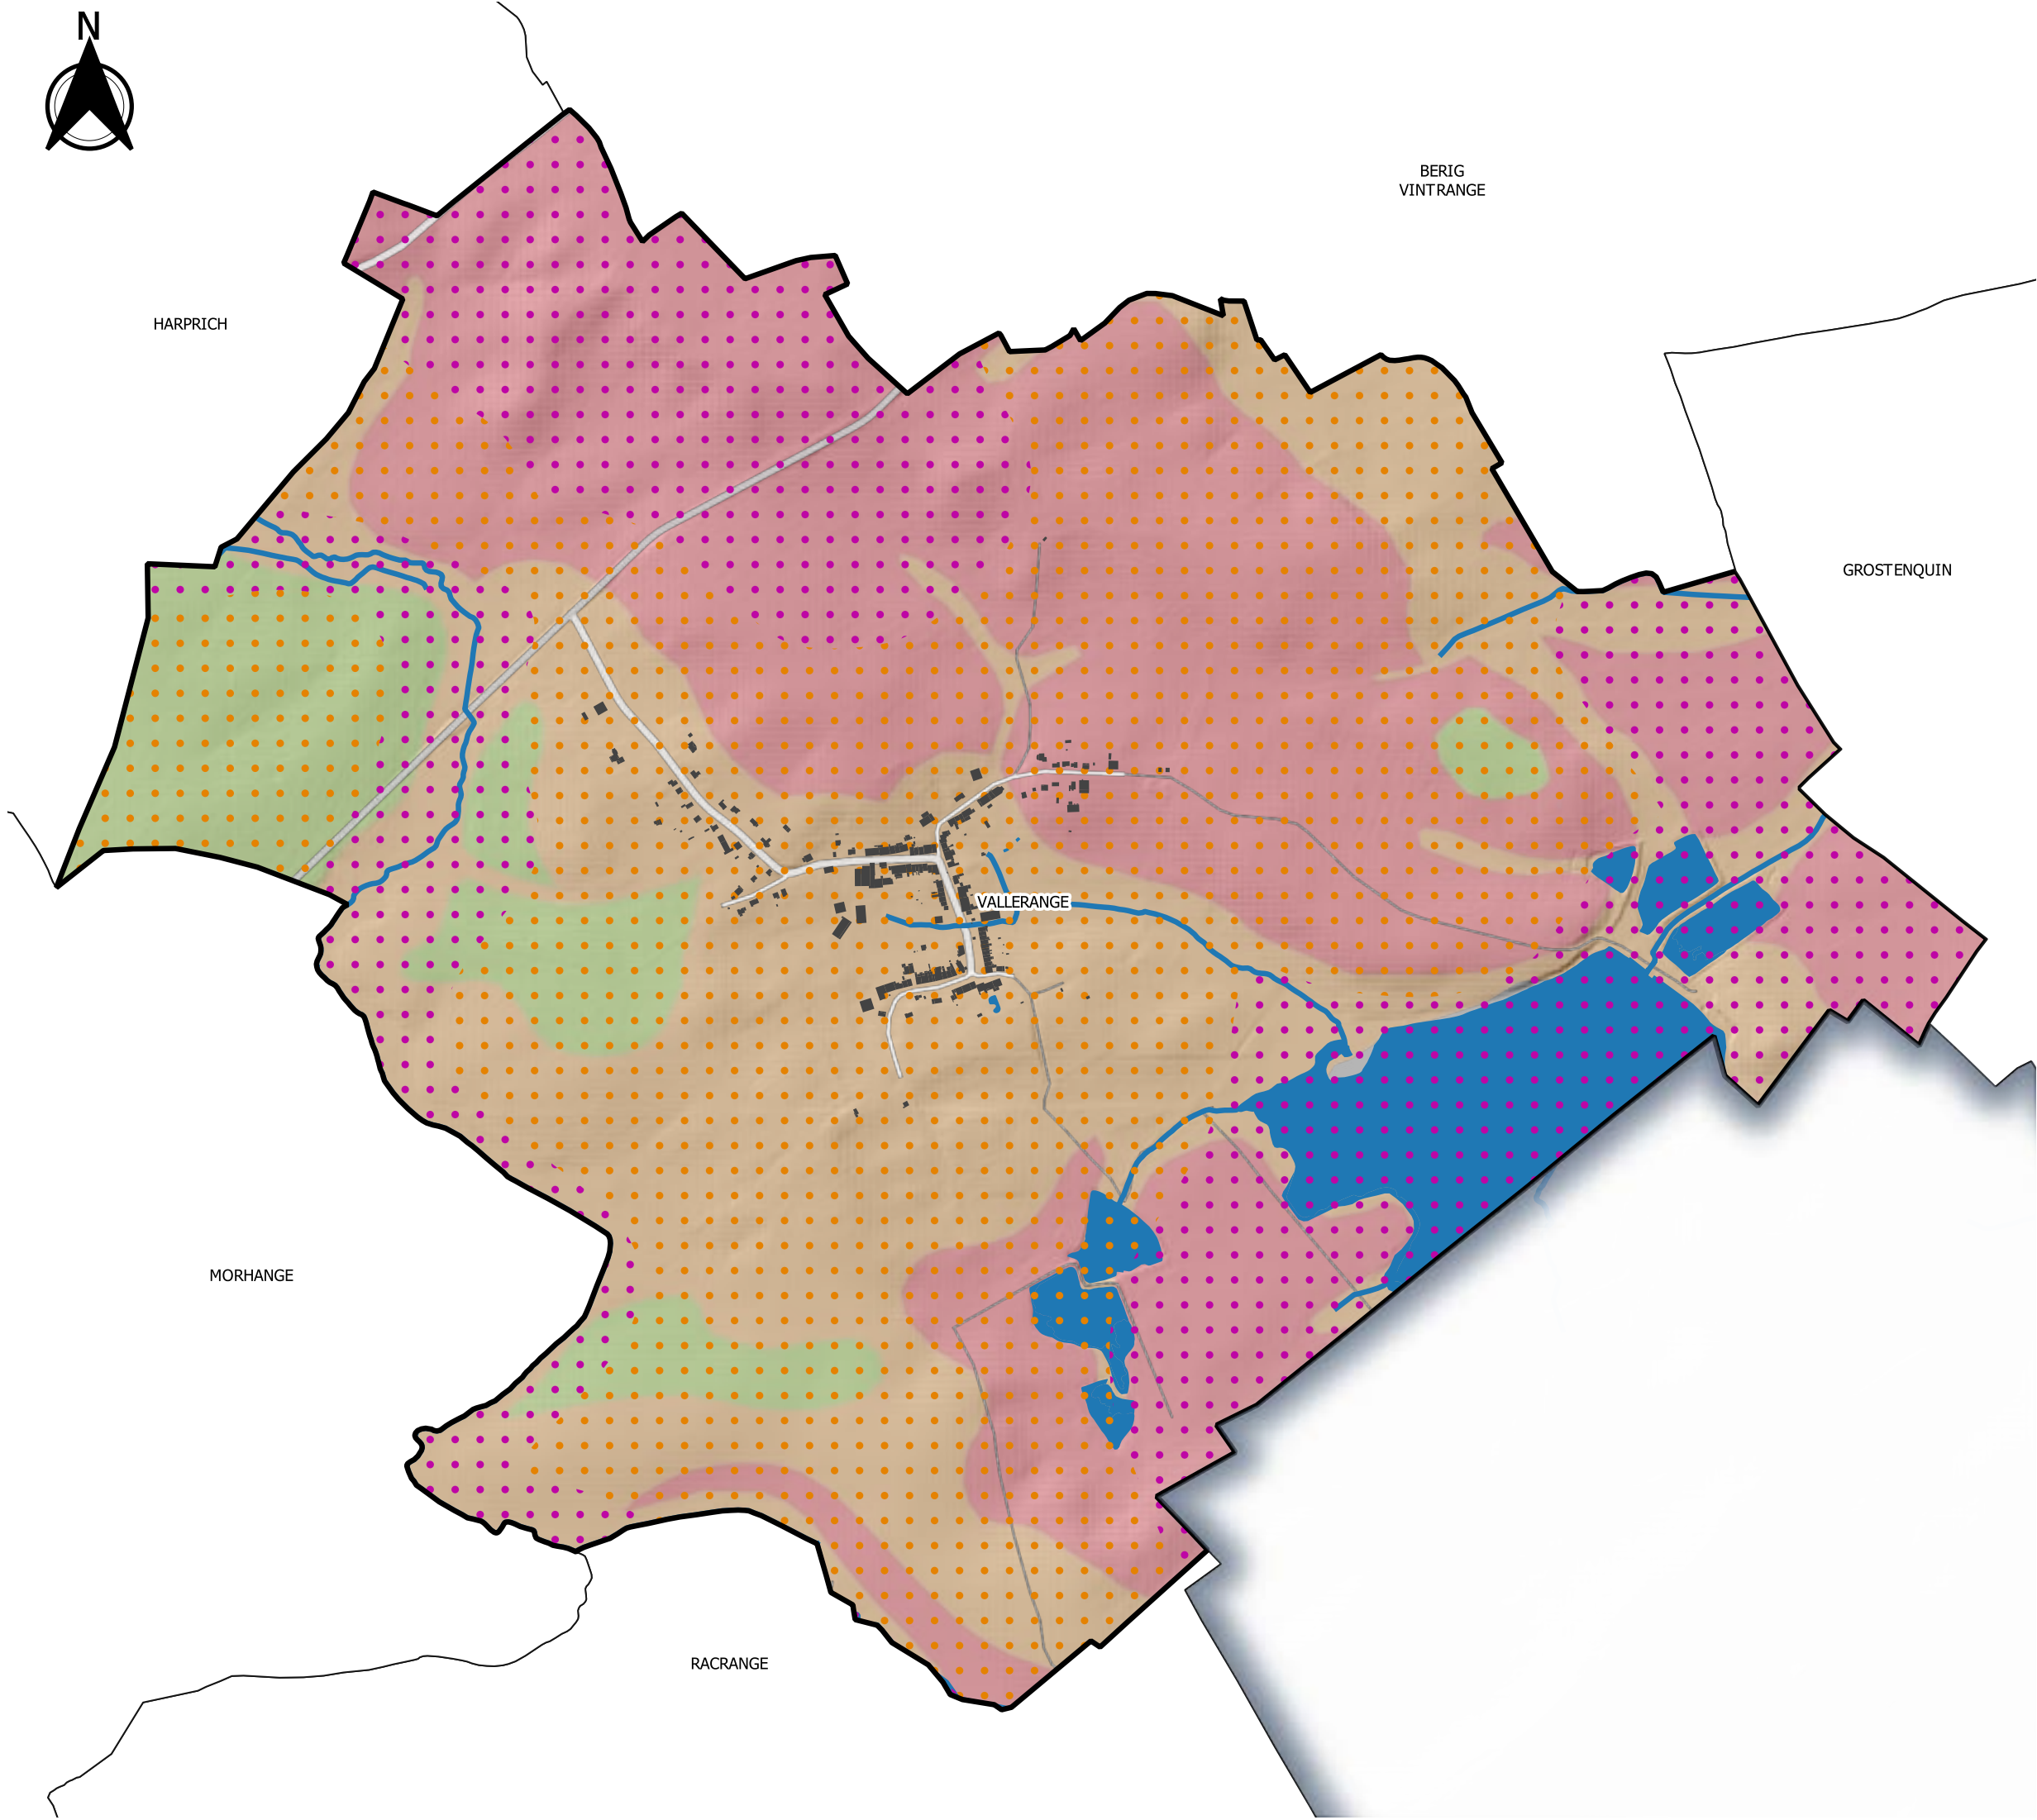 N
BERIG
VINTRANGE
HARPRICH
GROSTENQUIN
VALLERANGE
MORHANGE
RACRANGE